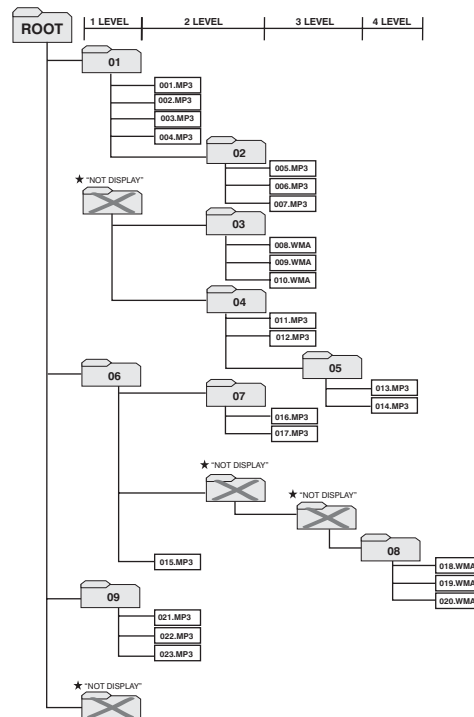 ROOT
1 LEVEL 2 LEVEL 3 LEVEL 4 LEVEL
01
001.MP3
002.MP3
003.MP3
004.MP3
02
005.MP3
006.MP3
007.MP3
★ "NOT DISPLAY"
03
008.WMA
009.WMA
010.WMA
04
011.MP3
012.MP3
05
013.MP3
014.MP3
06
07
016.MP3
017.MP3
★ "NOT DISPLAY"
★ "NOT DISPLAY"
08
018.WMA
019.WMA
020.WMA
015.MP3
09
021.MP3
022.MP3
023.MP3
★ "NOT DISPLAY"